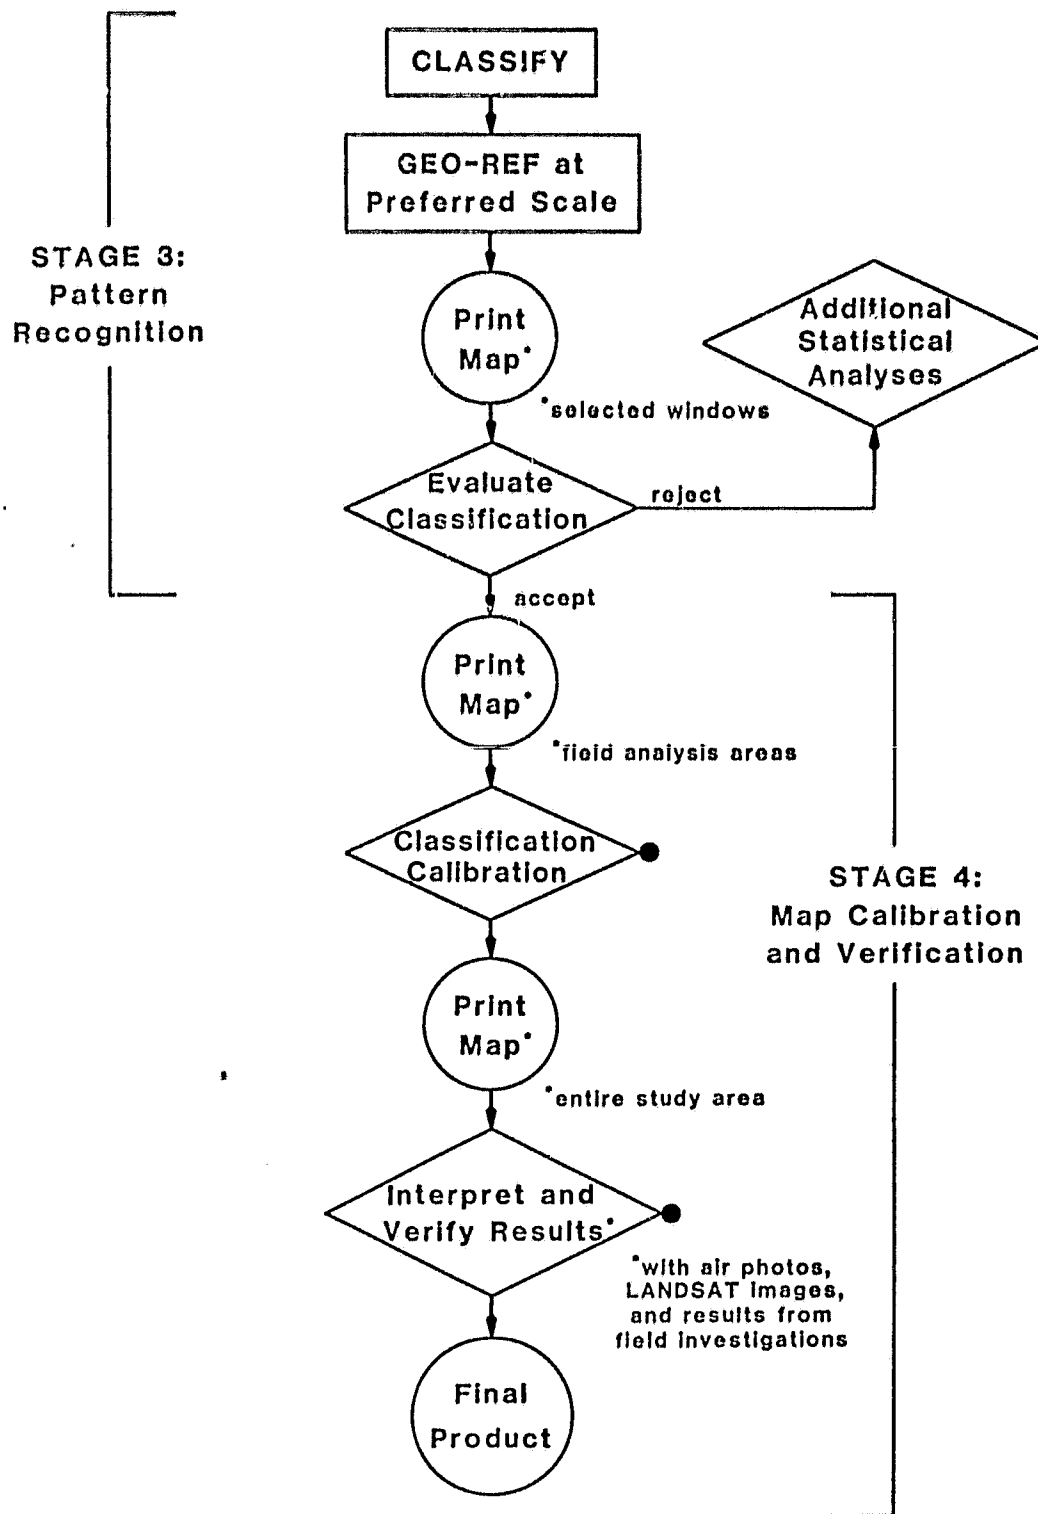 CLASSIFY
GEO-REF at
Preferred Scale
STAGE 3:
Pattern
Recognition
Print
Map*
*selected windows
Additional
Statistical
Analyses
Evaluate
Classification
reject
accept
Print
Map*
*field analysis areas
Classification
Calibration
STAGE 4:
Map Calibration
and Verification
Print
Map*
*entire study area
Interpret and
Verify Results*
*with air photos,
LANDSAT images,
and results from
field investigations
Final
Product